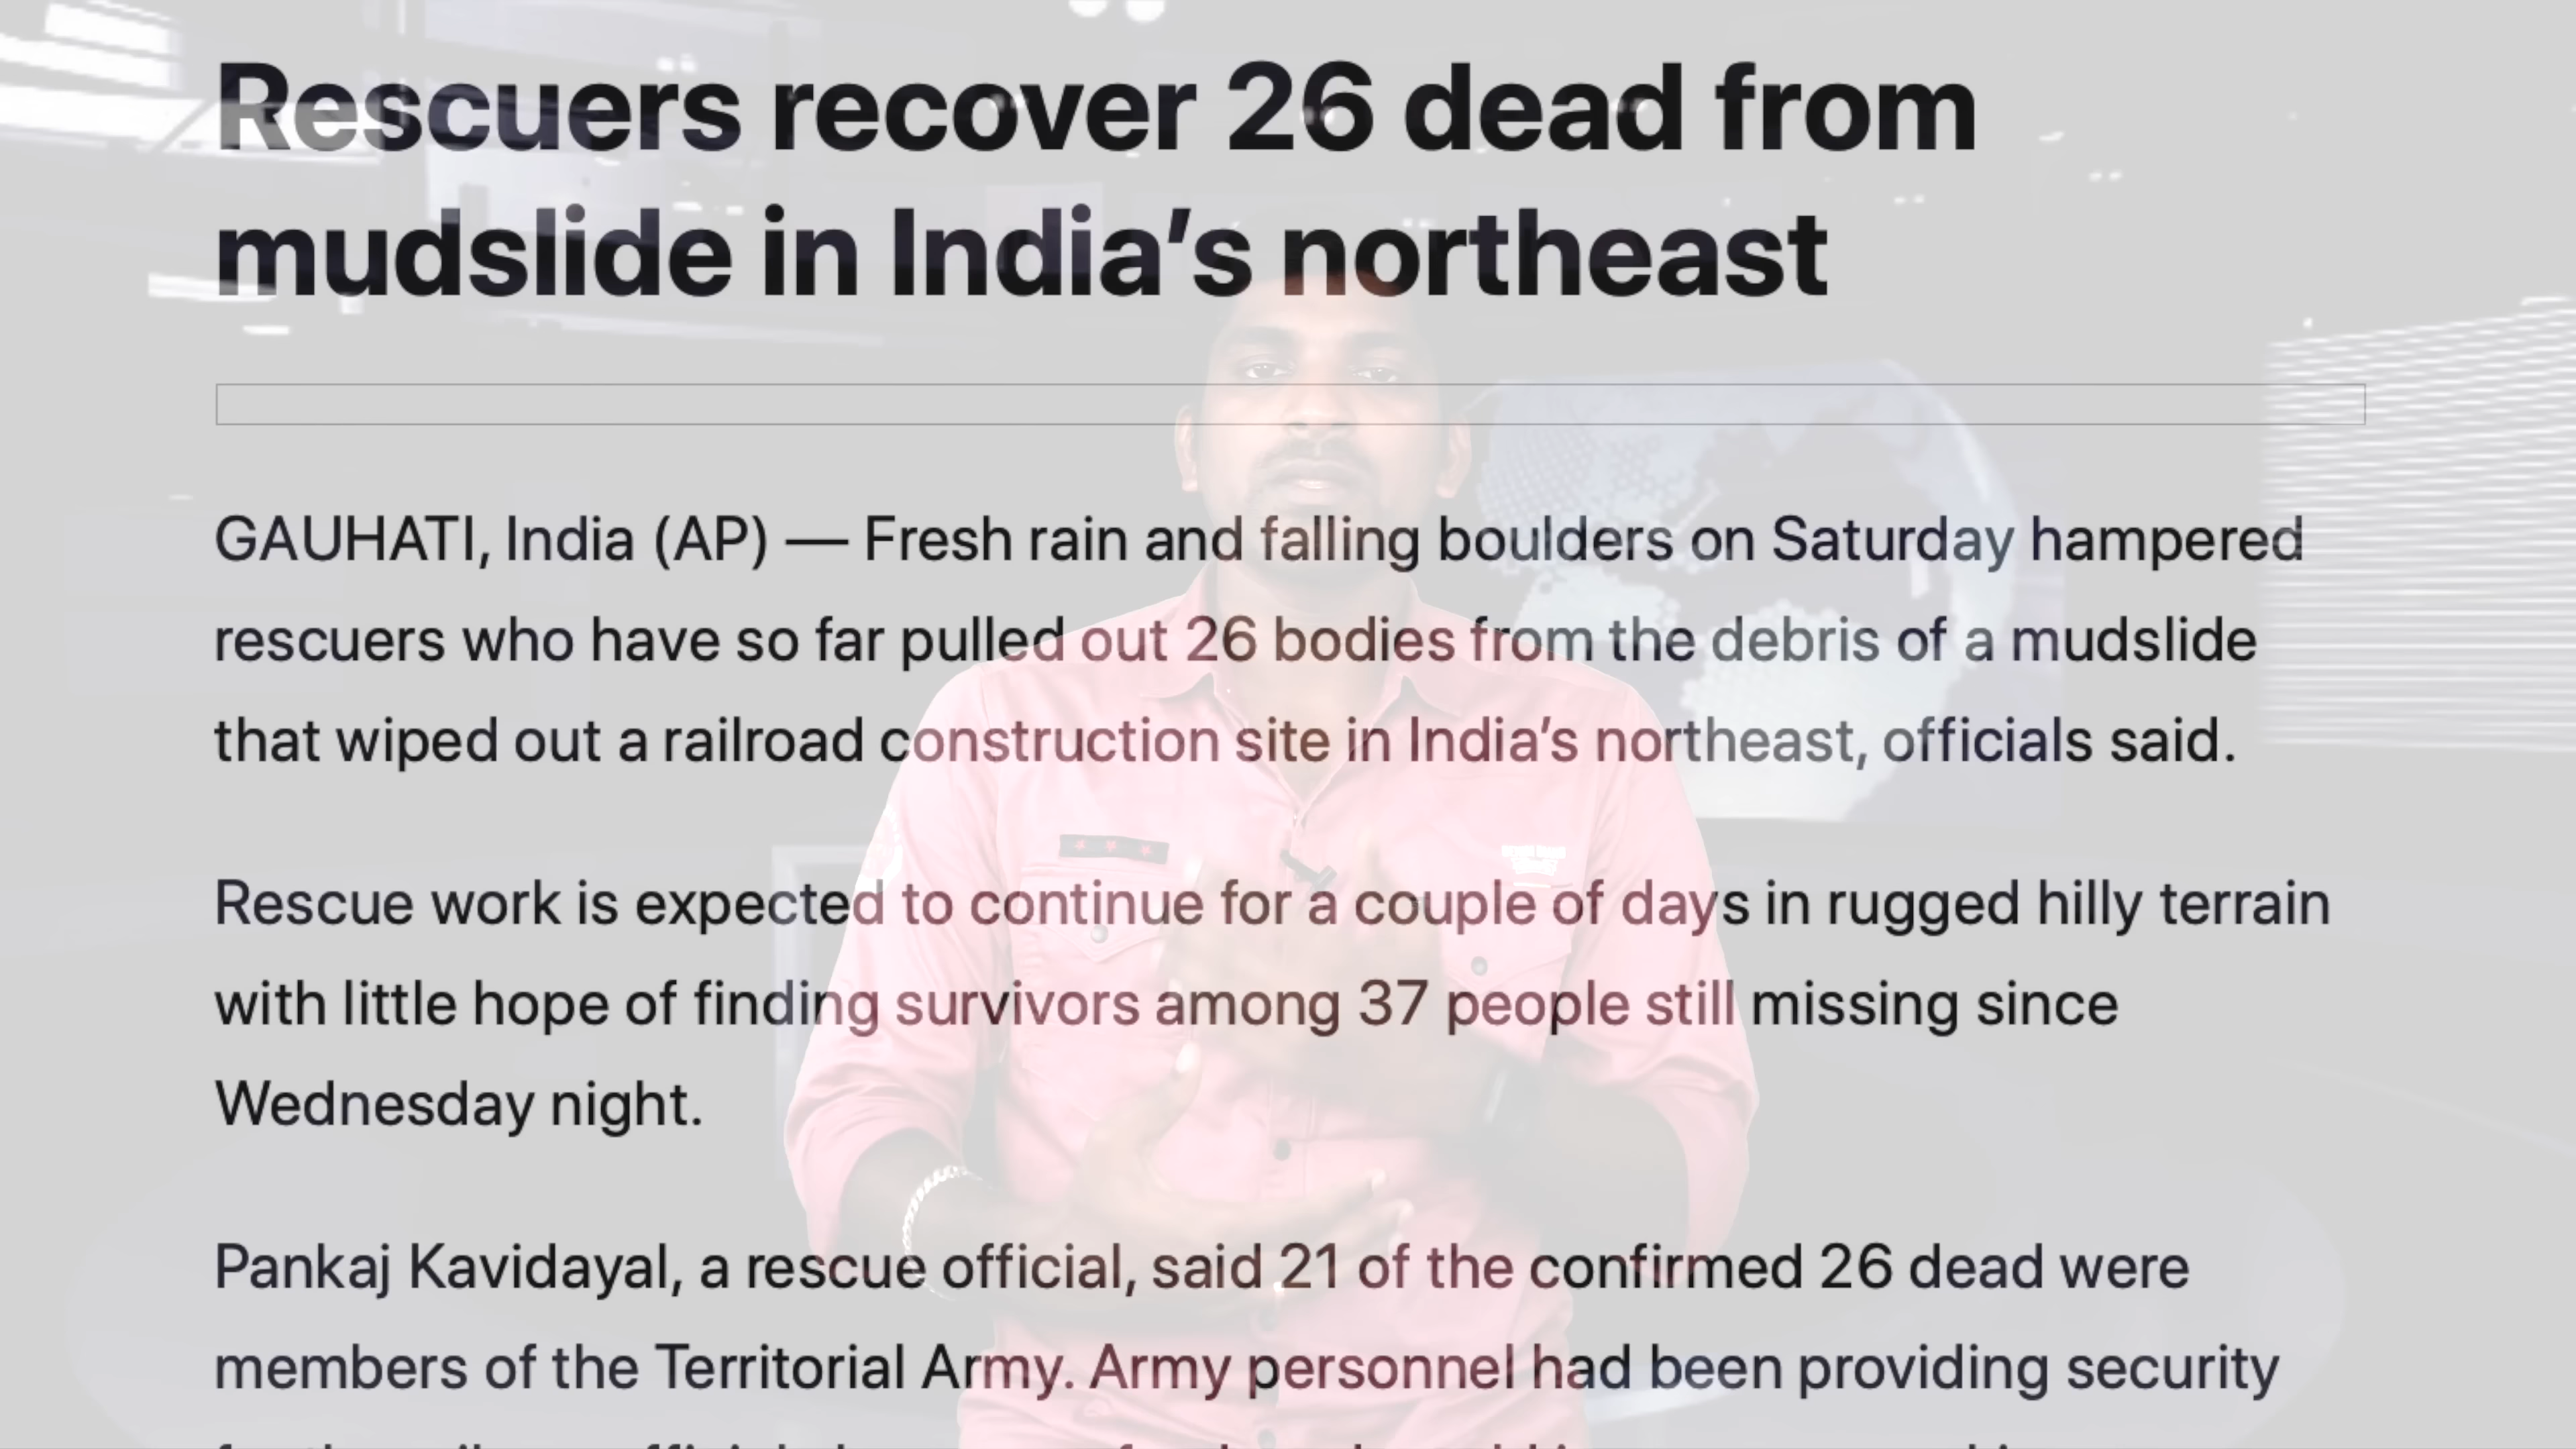 Rescuers recover 26 dead from
mudslide in India’s northeast
GAUHATI, India (AP) — Fresh rain and falling boulders on Saturday hampered
rescuers who have so far pulled out 26 bodies from the debris of a mudslide
that wiped out a railroad construction site in India’s northeast, officials said.
Rescue work is expected to continue for a couple of days in rugged hilly terrain
with little hope of finding survivors among 37 people still missing since
Wednesday night.
Pankaj Kavidayal, a rescue official, said 21 of the confirmed 26 dead were
members of the Territorial Army. Army personnel had been providing security